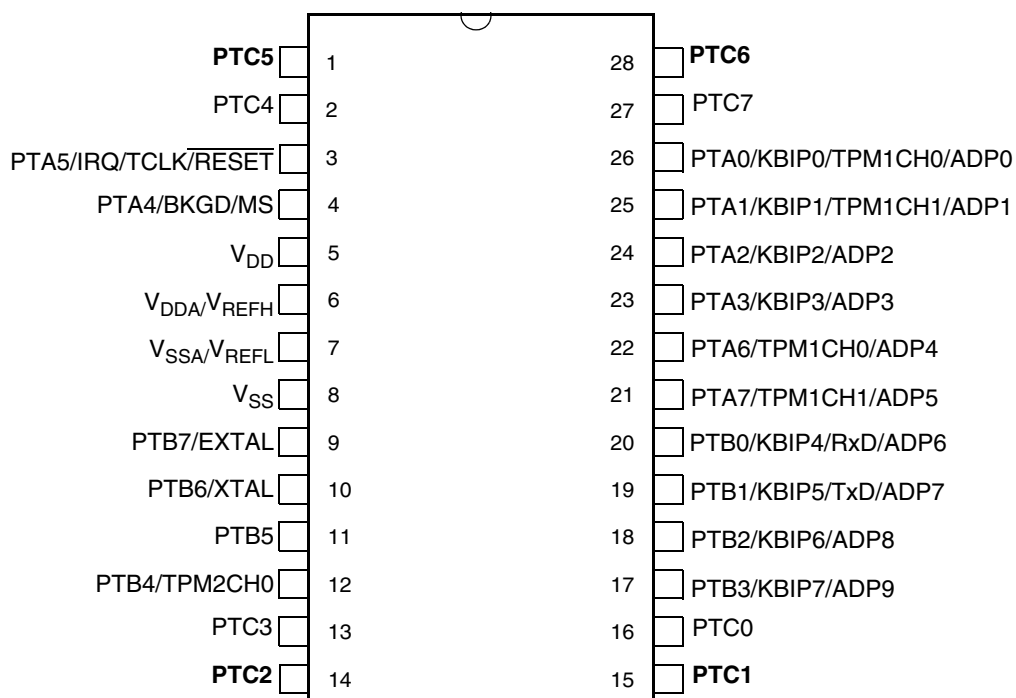 PTC5 1 28 PTC6
PTC4 2 27 PTC7
PTA5/IRQ/TCLK/RESET 3 26 PTA0/KBIP0/TPM1CH0/ADP0
PTA4/BKGD/MS 4 25 PTA1/KBIP1/TPM1CH1/ADP1
VDD 5 24 PTA2/KBIP2/ADP2
VDDA/VREFH 6 23 PTA3/KBIP3/ADP3
VSSA/VREFL 7 22 PTA6/TPM1CH0/ADP4
VSS 8 21 PTA7/TPM1CH1/ADP5
PTB7/EXTAL 9 20 PTB0/KBIP4/RxD/ADP6
PTB6/XTAL 10 19 PTB1/KBIP5/TxD/ADP7
PTB5 11 18 PTB2/KBIP6/ADP8
PTB4/TPM2CH0 12 17 PTB3/KBIP7/ADP9
PTC3 13 16 PTC0
PTC2 14 15 PTC1